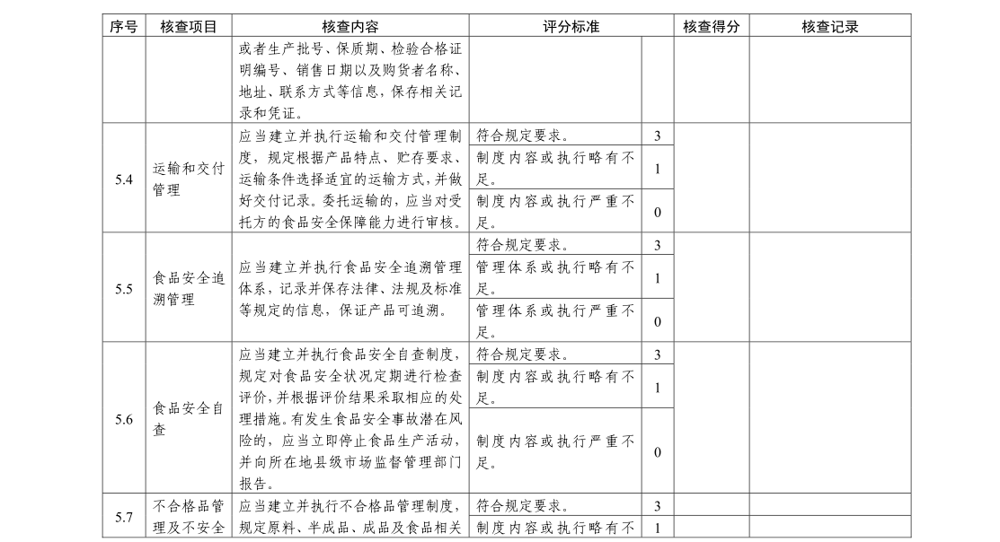 序号 核查项目 核查内容 评分标准 核查得分 核查记录
或者生产批号、保质期、检验合格证
明编号、销售日期以及购货者名称、
地址、联系方式等信息，保存相关记
录和凭证。
5.4
运输和交付
管理
应当建立并执行运输和交付管理制
度，规定根据产品特点、贮存要求、
运输条件选择适宜的运输方式，并做
好交付记录。委托运输的，应当对受
托方的食品安全保障能力进行审核。
符合规定要求。 3
制度内容或执行略有不
足。
1
制度内容或执行严重不
足。
0
5.5
食品安全追
溯管理
应当建立并执行食品安全追溯管理
体系，记录并保存法律、法规及标准
等规定的信息，保证产品可追溯。
符合规定要求。 3
管理体系或执行略有不
足。
1
管理体系或执行严重不
足。
0
5.6
食品安全自
查
应当建立并执行食品安全自查制度，
规定对食品安全状况定期进行检查
评价，并根据评价结果采取相应的处
理措施。有发生食品安全事故潜在风
险的，应当立即停止食品生产活动，
并向所在地县级市场监督管理部门
报告。
符合规定要求。 3
制度内容或执行略有不
足。
1
制度内容或执行严重不
足。
0
5.7
不合格品管
理及不安全
应当建立并执行不合格品管理制度，
规定原料、半成品、成品及食品相关
符合规定要求。 3
制度内容或执行略有不 1